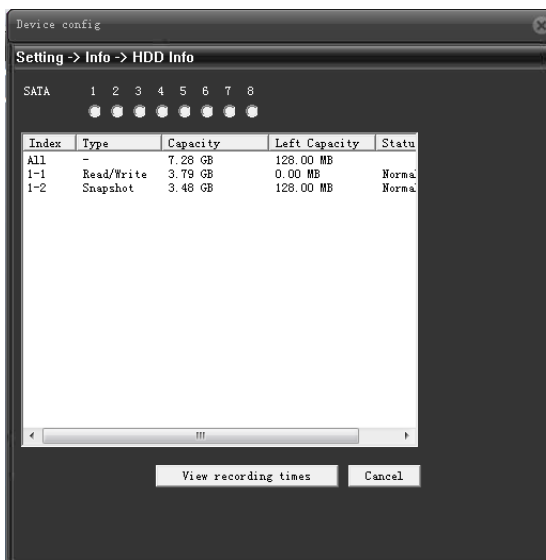 Device config
Setting -> Info -> HDD Info
SATA 1 2 3 4 5 6 7 8
Index Type Capacity Left Capacity Statu
All - 7.28 GB 128.00 MB
1-1 Read/Write 3.79 GB 0.00 MB Norma
1-2 Snapshot 3.48 GB 128.00 MB Norma
View recording times Cancel